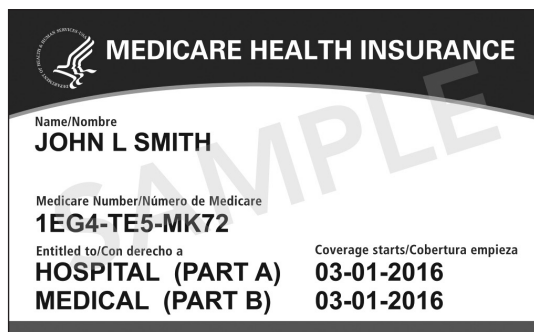 MEDICARE HEALTH INSURANCE
Name/Nombre
JOHN L SMITH
Medicare Number/Número de Medicare
1EG4-TE5-MK72
Entitled to/Con derecho a Coverage starts/Cobertura empieza
HOSPITAL (PART A) 03-01-2016
MEDICAL (PART B) 03-01-2016
SAMPLE